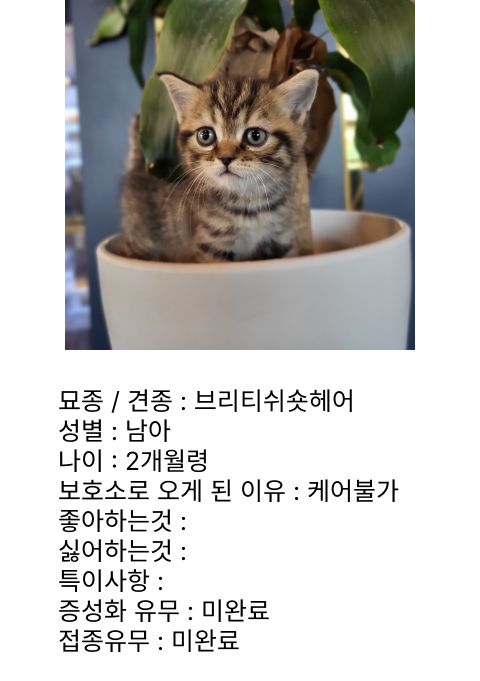 묘종 / 견종 : 브리티쉬숏헤어
성별 : 남아
나이 : 2개월령
보호소로 오게 된 이유 : 케어불가
좋아하는것 :
싫어하는것 :
특이사항 :
증성화 유무 : 미완료
접종유무 : 미완료